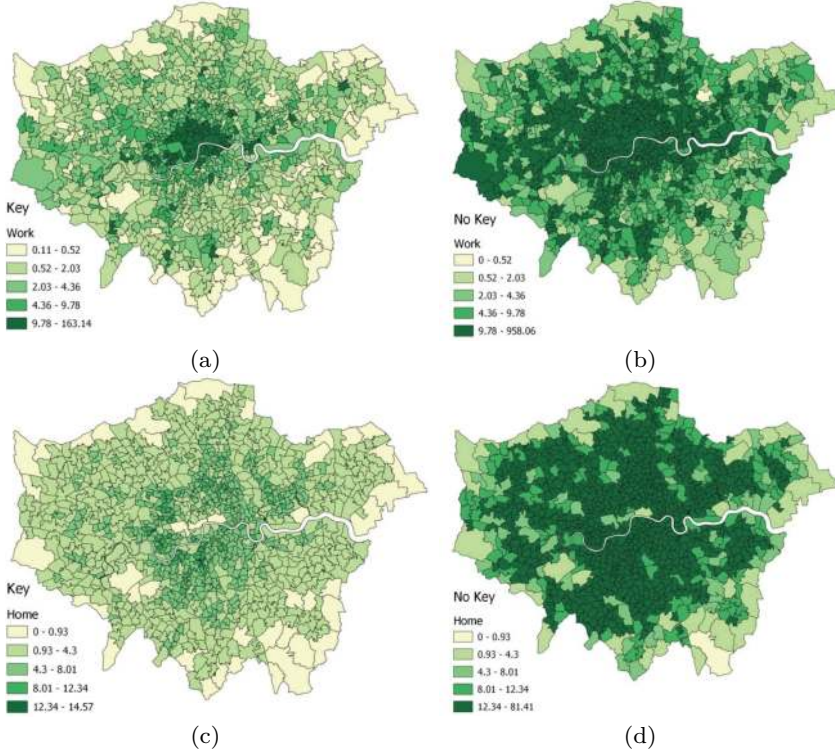 Key
Work
0.11 - 0.52
0.52 - 2.03
2.03 - 4.36
4.36 - 9.78
9.78 - 163.14
(a)
No Key
Work
0 - 0.52
0.52 - 2.03
2.03 - 4.36
4.36 - 9.78
9.78 - 958.06
(b)
Key
Home
0 - 0.93
0.93 - 4.3
4.3 - 8.01
8.01 - 12.34
12.34 - 14.57
(c)
No Key
Home
0 - 0.93
0.93 - 4.3
4.3 - 8.01
8.01 - 12.34
12.34 - 81.41
(d)